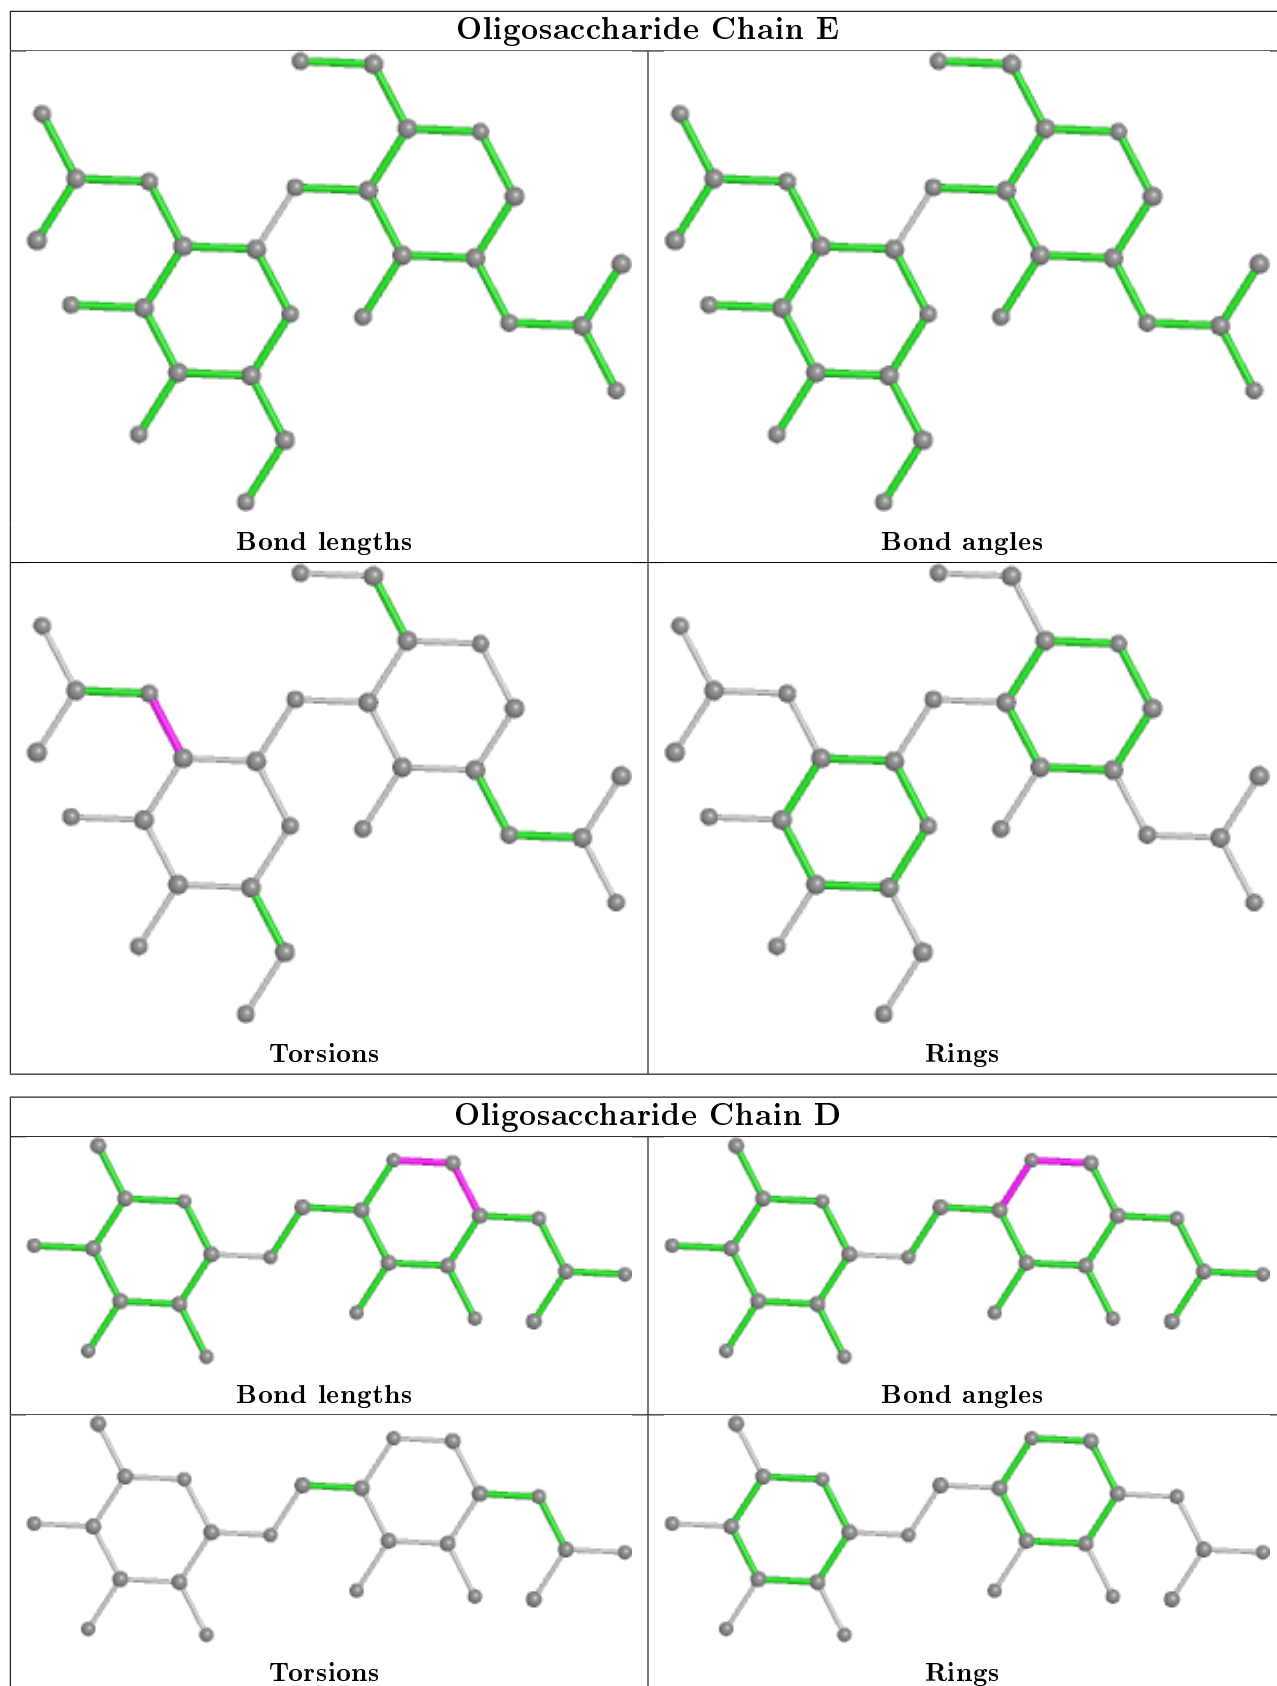 Oligosaccharide Chain E
Bond lengths
Bond angles
Torsions
Rings
Oligosaccharide Chain D
Bond lengths
Bond angles
Torsions
Rings